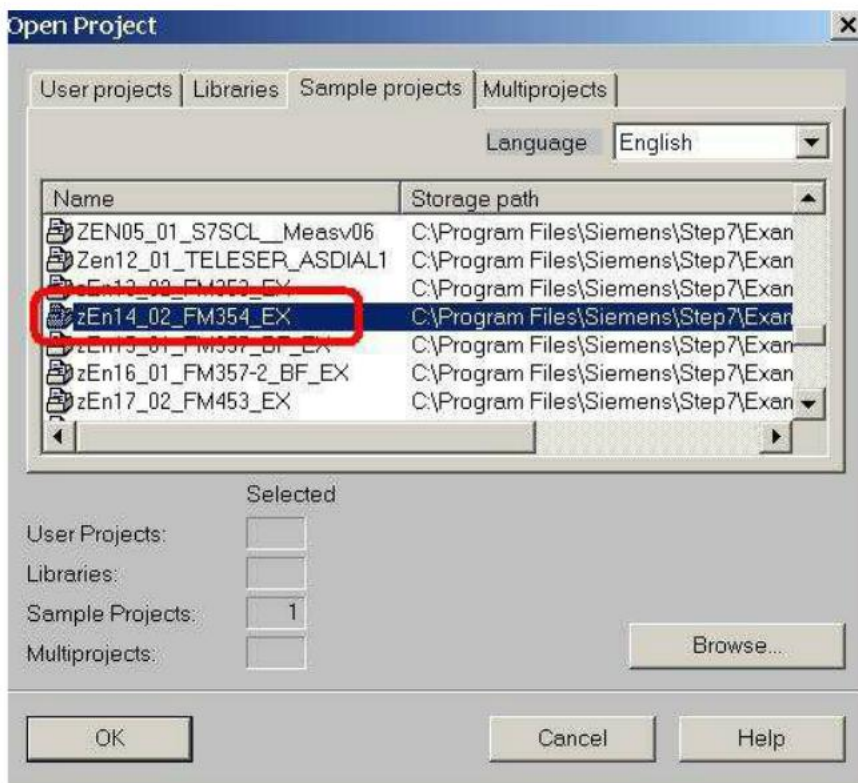 Open Project
User projects Libraries Sample projects Multiprojects
Language English
Name Storage path
ZEN05_01_S7SCL__Measv06 C:\Program Files\Siemens\Step7\Exan
Zen12_01_TELESER_ASDIAL1 C:\Program Files\Siemens\Step7\Exan
zEn13_02_FM353_EX C:\Program Files\Siemens\Step7\Exan
zEn14_02_FM354_EX C:\Program Files\Siemens\Step7\Exan
zEn15_01_FM357_BF_EX C:\Program Files\Siemens\Step7\Exan
zEn16_01_FM357-2_BF_EX C:\Program Files\Siemens\Step7\Exan
zEn17_02_FM453_EX C:\Program Files\Siemens\Step7\Exan
Selected
User Projects:
Libraries:
Sample Projects: 1
Multiprojects:
Browse...
OK Cancel Help